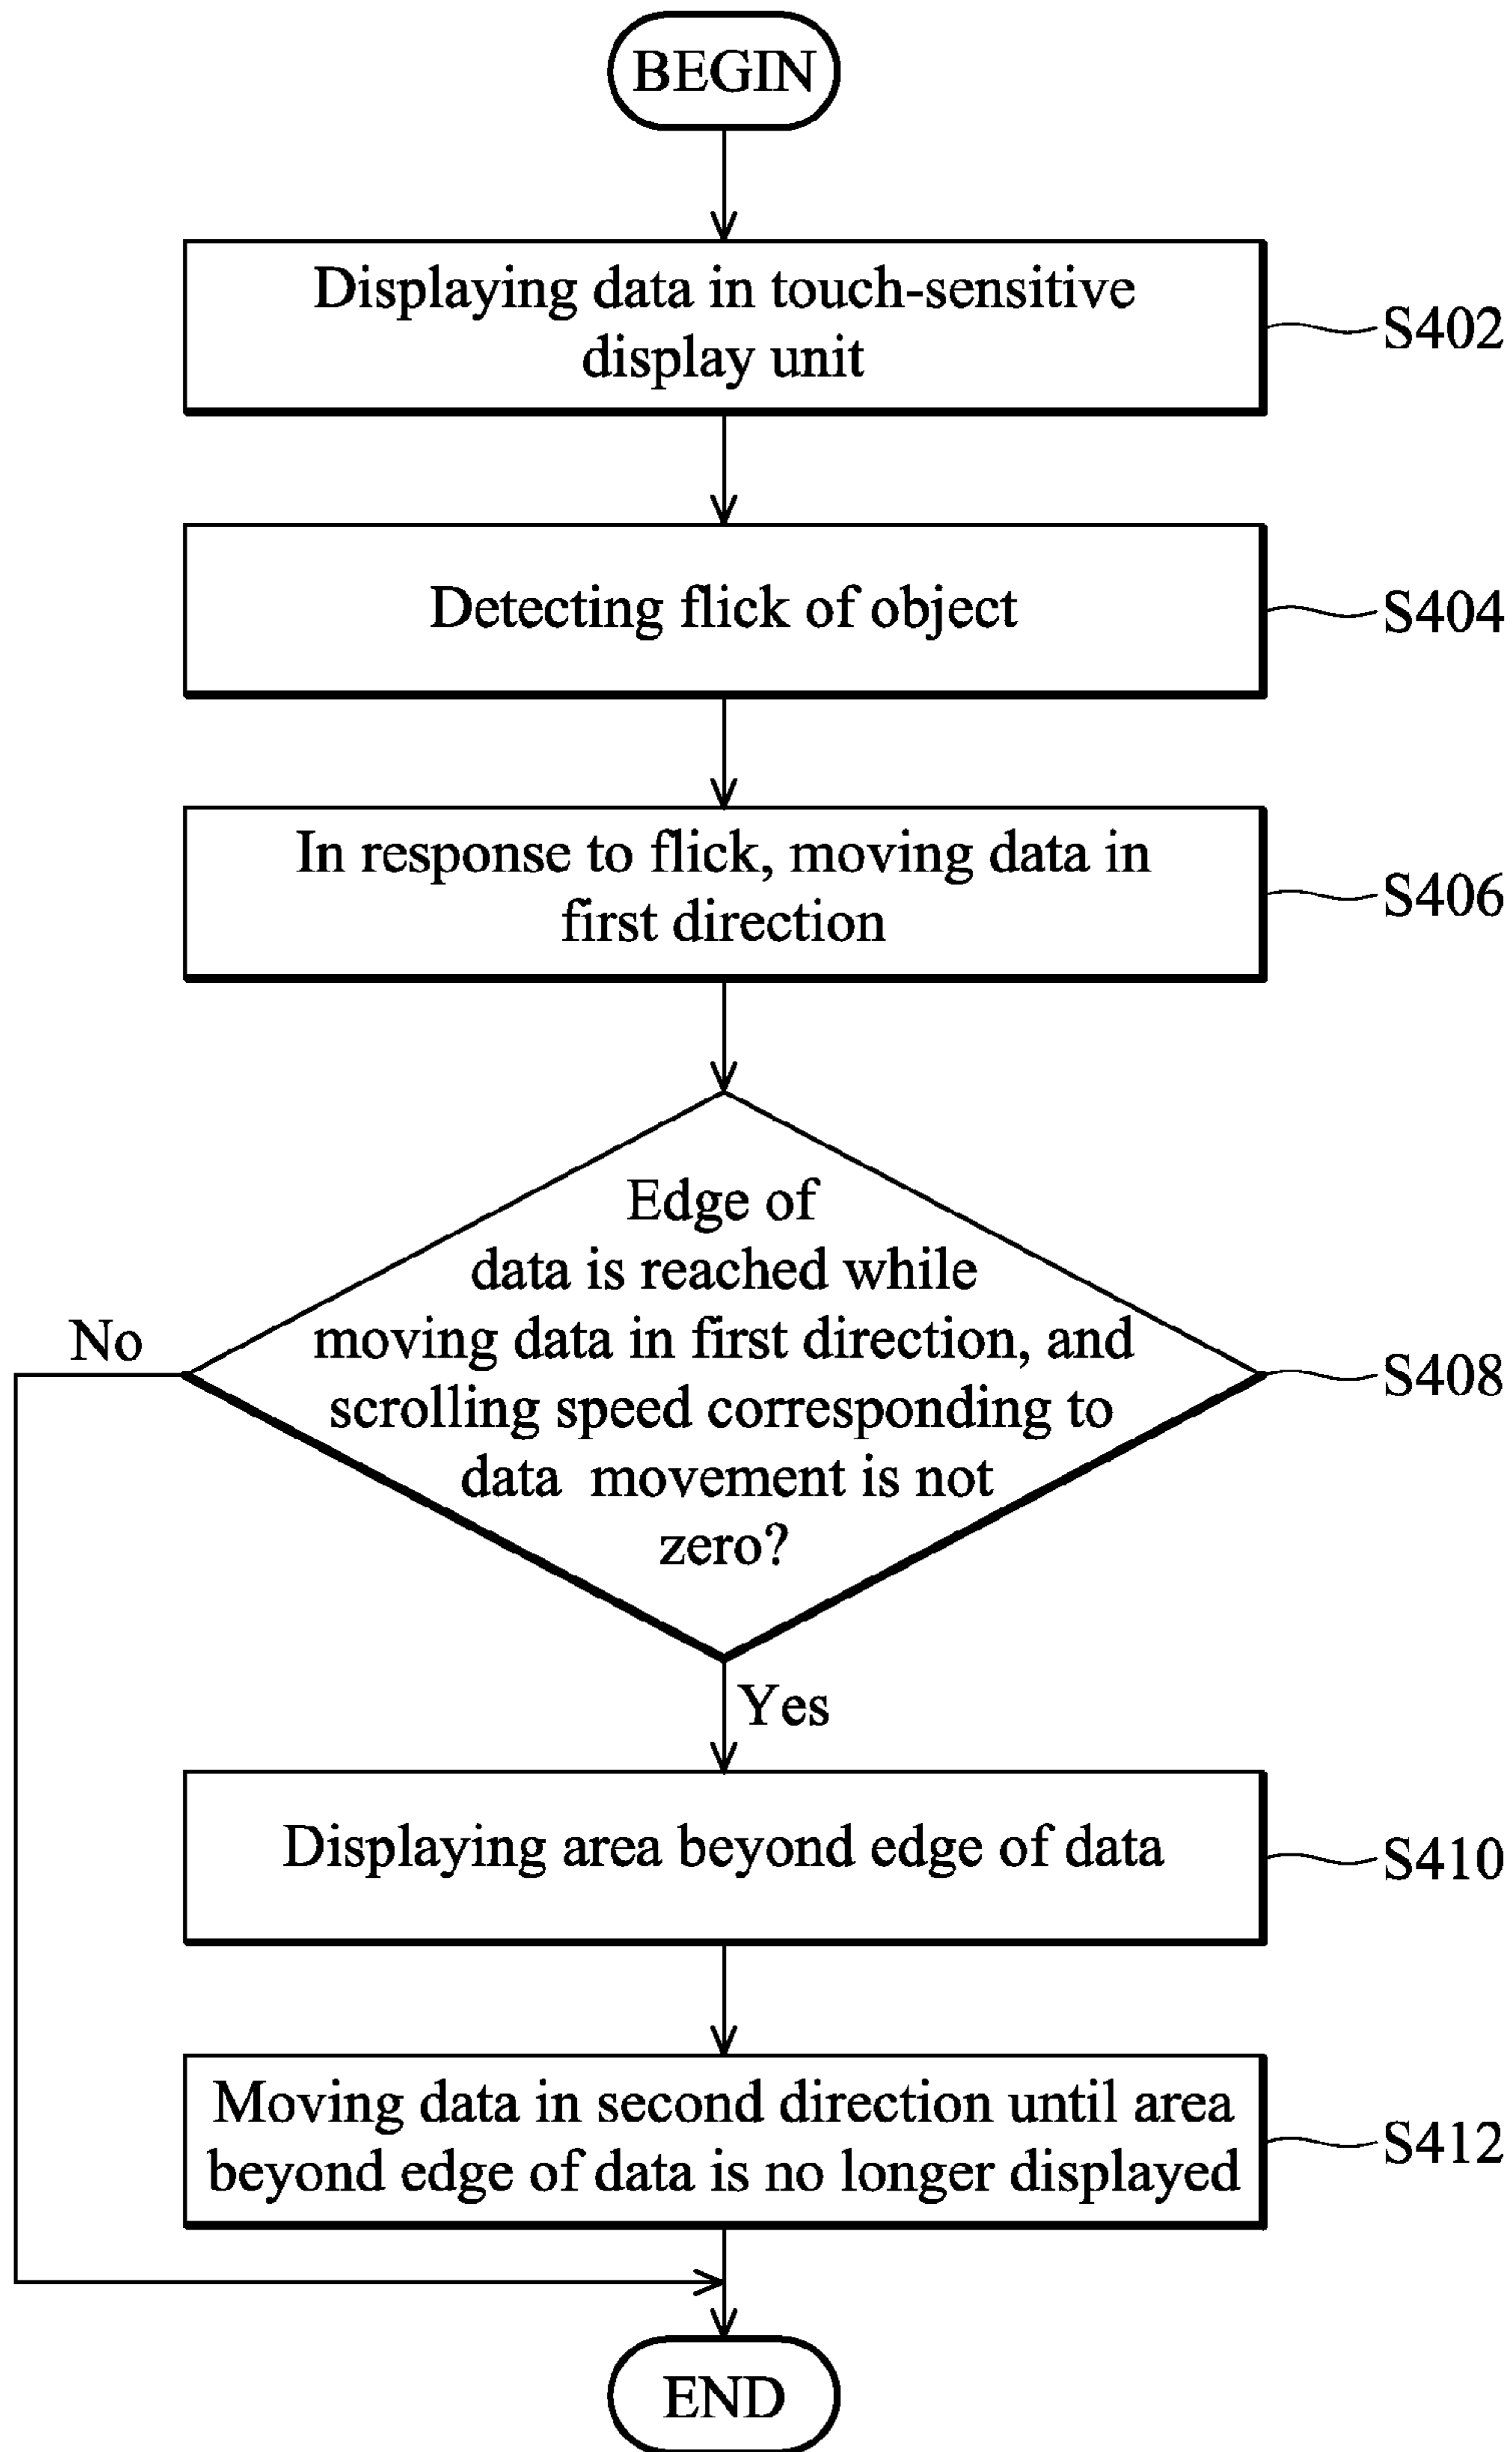 BEGIN
Displaying data in touch-sensitive
display unit
S402
Detecting flick of object
S404
In response to flick, moving data in
first direction
S406
Edge of
data is reached while
moving data in first direction, and
scrolling speed corresponding to
data movement is not
zero?
No
S408
Yes
Displaying area beyond edge of data
S410
Moving data in second direction until area
beyond edge of data is no longer displayed
S412
END